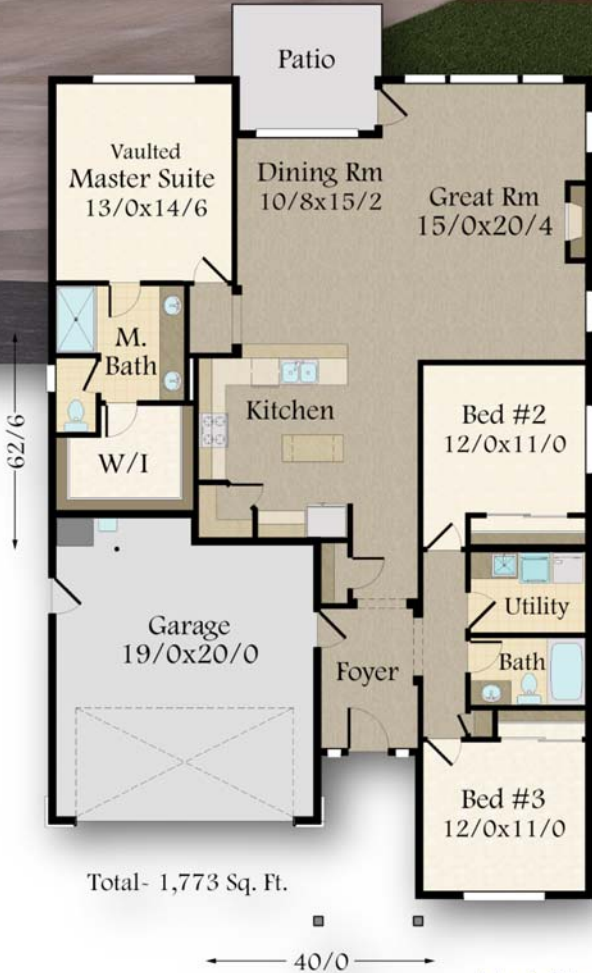 Patio
Vaulted
Master Suite
13/0x14/6
Dining Rm
10/8x15/2
Great Rm
15/0x20/4
M.
Bath
Kitchen
Bed #2
12/0x11/0
W/I
62/6
Utility
Garage
19/0x20/0
Foyer
Bath
Bed #3
12/0x11/0
Total- 1,773 Sq. Ft.
40/0